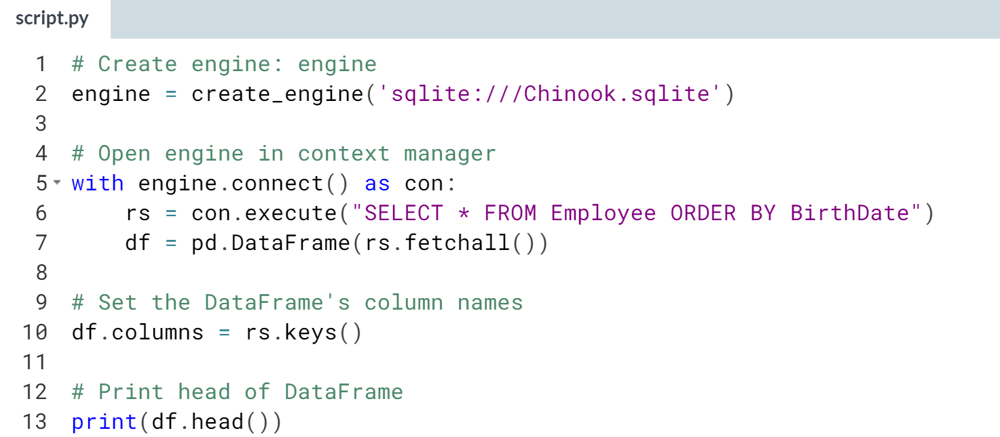 script.py
1 # Create engine: engine
2 engine = create_engine('sqlite:///Chinook.sqlite')
3
4 # Open engine in context manager
5 with engine.connect() as con:
6     rs = con.execute("SELECT * FROM Employee ORDER BY BirthDate")
7     df = pd.DataFrame(rs.fetchall())
8
9 # Set the DataFrame's column names
10 df.columns = rs.keys()
11
12 # Print head of DataFrame
13 print(df.head())